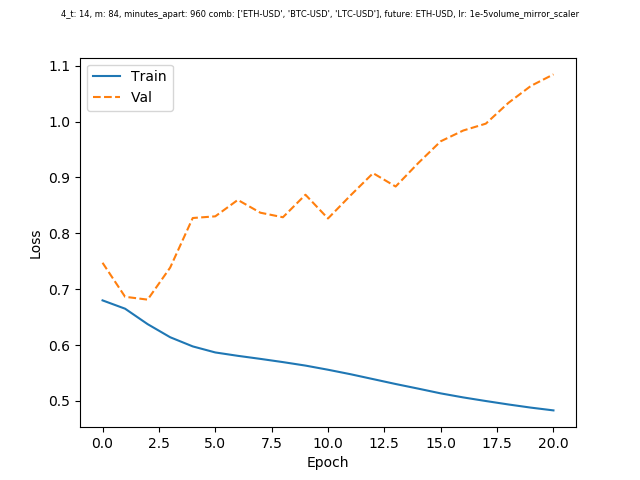 4_t: 14, m: 84, minutes_apart: 960 comb: ['ETH-USD', 'BTC-USD', 'LTC-USD'], future: ETH-USD, lr: 1e-5volume_mirror_scaler
Train
Val
1.1
1.0
0.9
0.8
0.7
0.6
0.5
Loss
0.0 2.5 5.0 7.5 10.0 12.5 15.0 17.5 20.0
Epoch